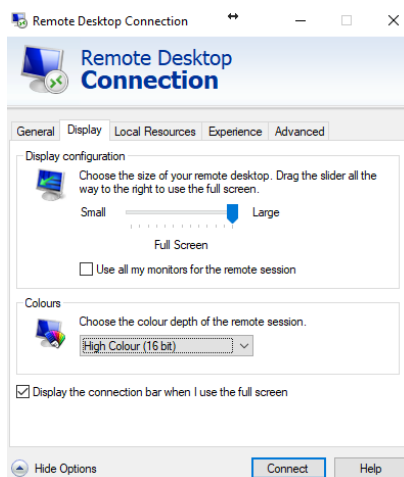 Remote Desktop Connection
Remote Desktop
Connection
General Display Local Resources Experience Advanced
Display configuration
Choose the size of your remote desktop. Drag the slider all the
way to the right to use the full screen.
Small Large
Full Screen
Use all my monitors for the remote session
Colours
Choose the colour depth of the remote session.
High Colour (16 bit)
Display the connection bar when I use the full screen
Hide Options Connect Help